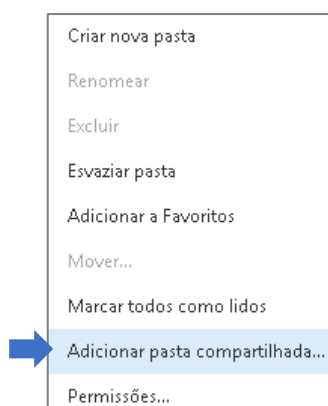 Criar nova pasta
Renomear
Excluir
Esvaziar pasta
Adicionar a Favoritos
Mover...
Marcar todos como lidos
Adicionar pasta compartilhada...
Permissões...